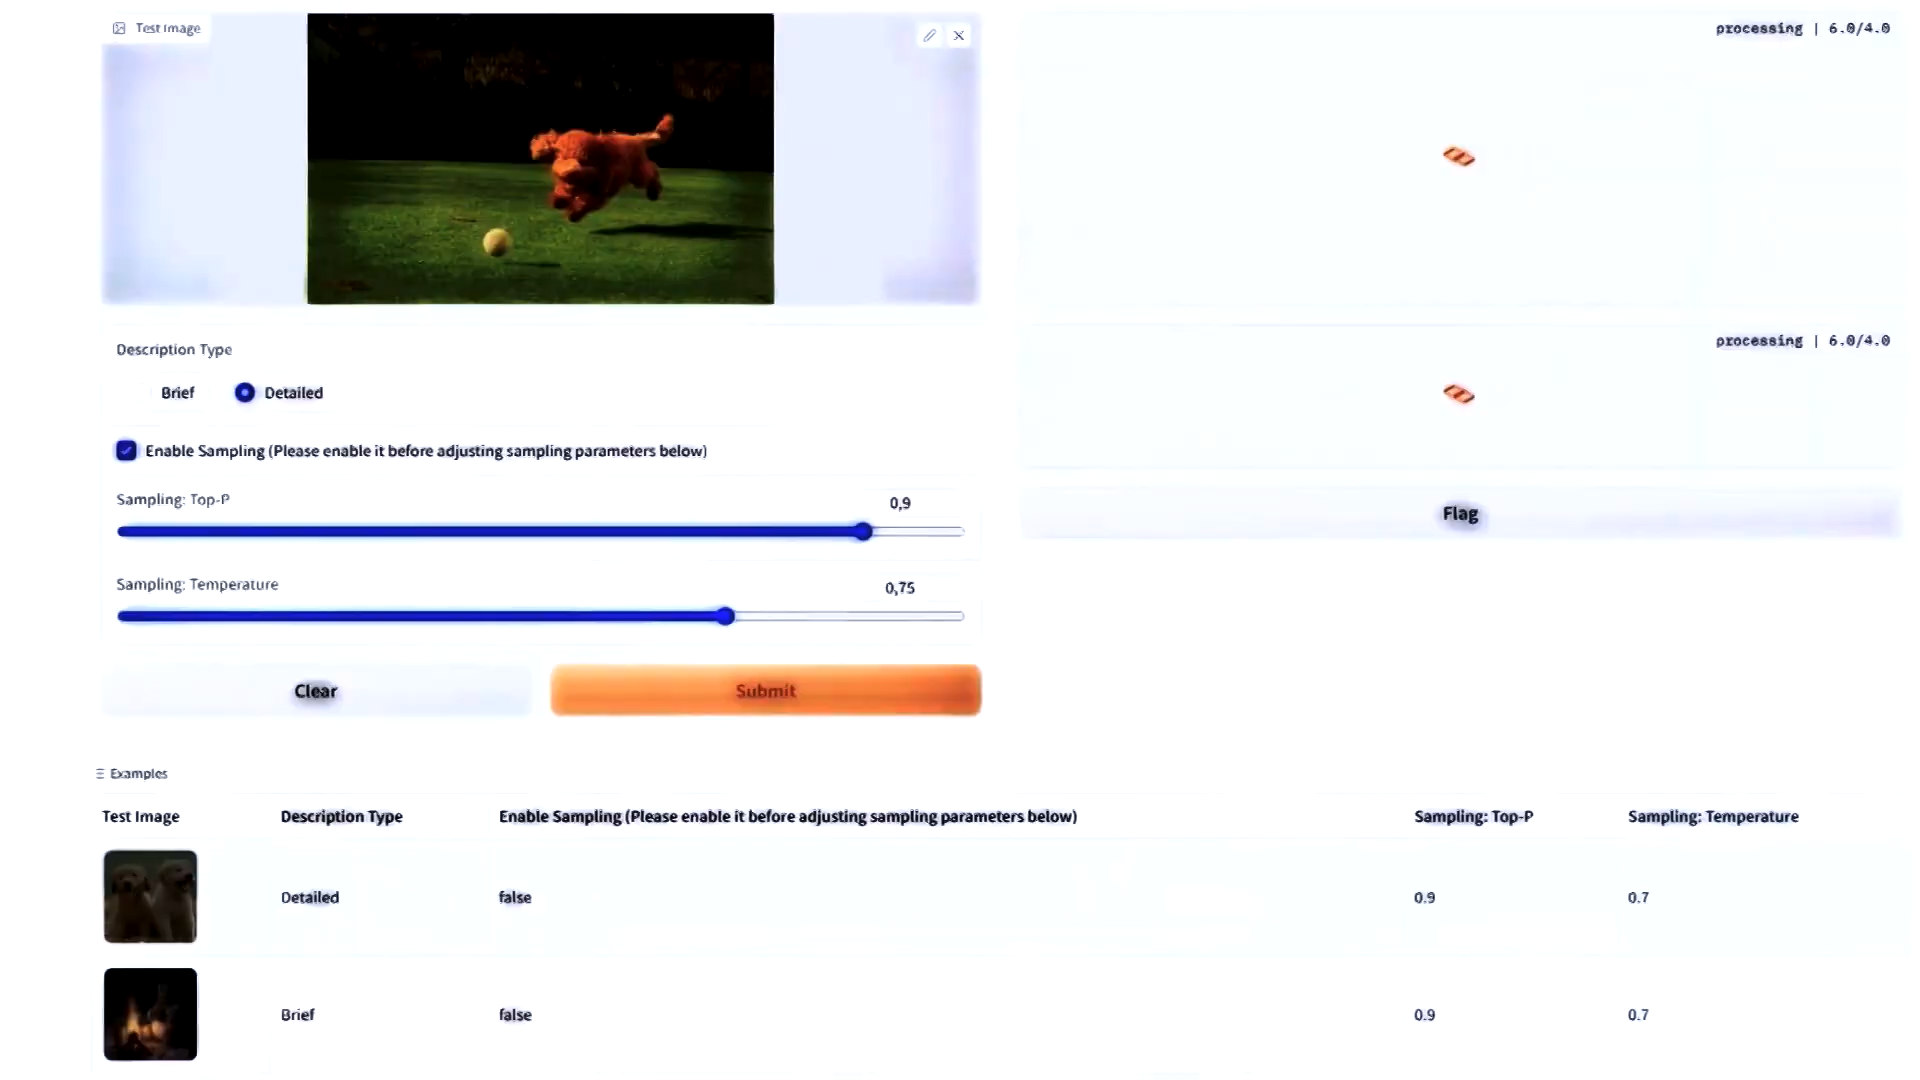 Test Image
processing | 6.0/4.0
Description Type
Brief
Detailed
processing | 6.0/4.0
Enable Sampling (Please enable it before adjusting sampling parameters below)
Sampling: Top-P
0,9
Flag
Sampling: Temperature
0,75
Clear
Submit
Examples
Test Image Description Type Enable Sampling (Please enable it before adjusting sampling parameters below) Sampling: Top-P Sampling: Temperature
Detailed false 0.9 0.7
Brief false 0.9 0.7